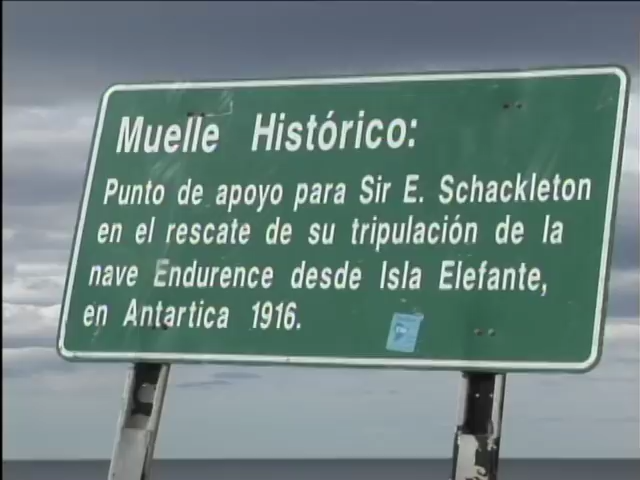 Muelle Histórico:
Punto de apoyo para Sir E. Schackleton
en el rescate de su tripulación de la
nave Endurence desde Isla Elefante,
en Antartica 1916.